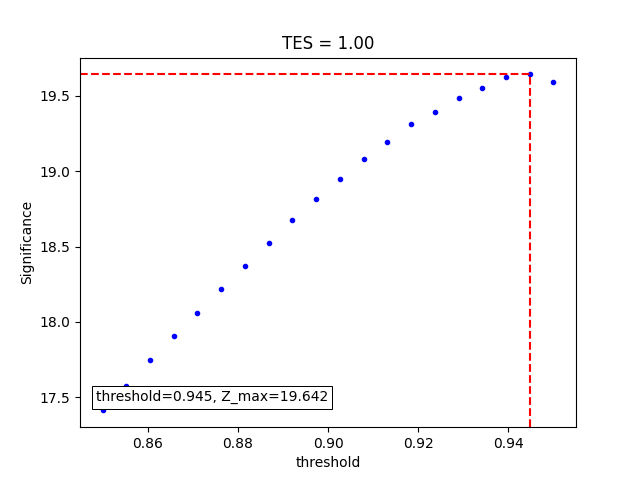 TES = 1.00
Significance
19.5
19.0
18.5
18.0
17.5
threshold=0.945, Z_max=19.642
0.86 0.88 0.90 0.92 0.94
threshold